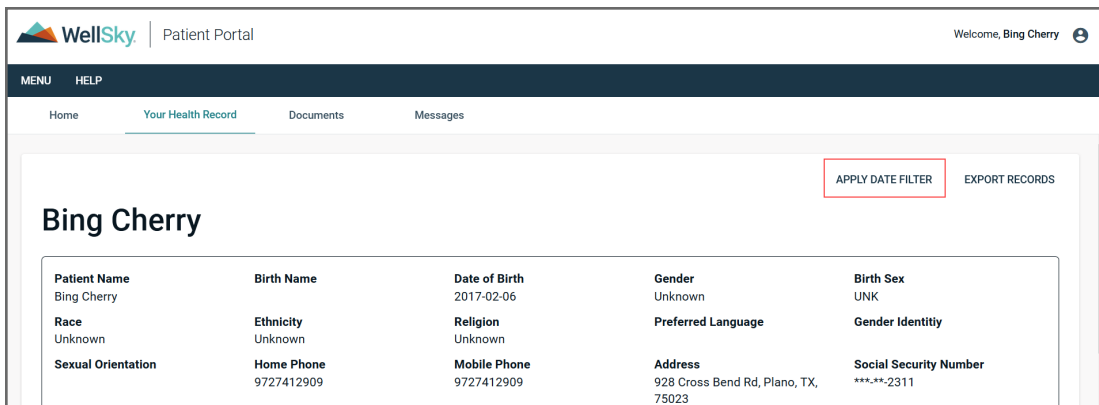 WellSky. Patient Portal
Welcome, Bing Cherry
MENU HELP
Home Your Health Record Documents Messages
APPLY DATE FILTER EXPORT RECORDS
Bing Cherry
Patient Name Birth Name Date of Birth Gender Birth Sex
Bing Cherry 2017-02-06 Unknown UNK
Race Ethnicity Religion Preferred Language Gender Identitiy
Unknown Unknown Unknown
Sexual Orientation Home Phone Mobile Phone Address Social Security Number
9727412909 9727412909 928 Cross Bend Rd, Plano, TX, ***-**-2311
75023